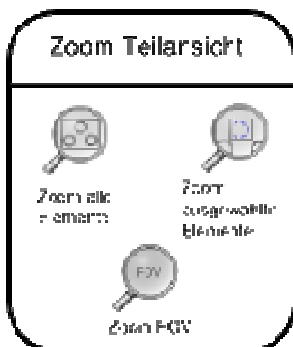 Zoom Teilansicht
Zoom alle
Elemente
Zoom
ausgewählte
Elemente
FOV
Zoom FOV